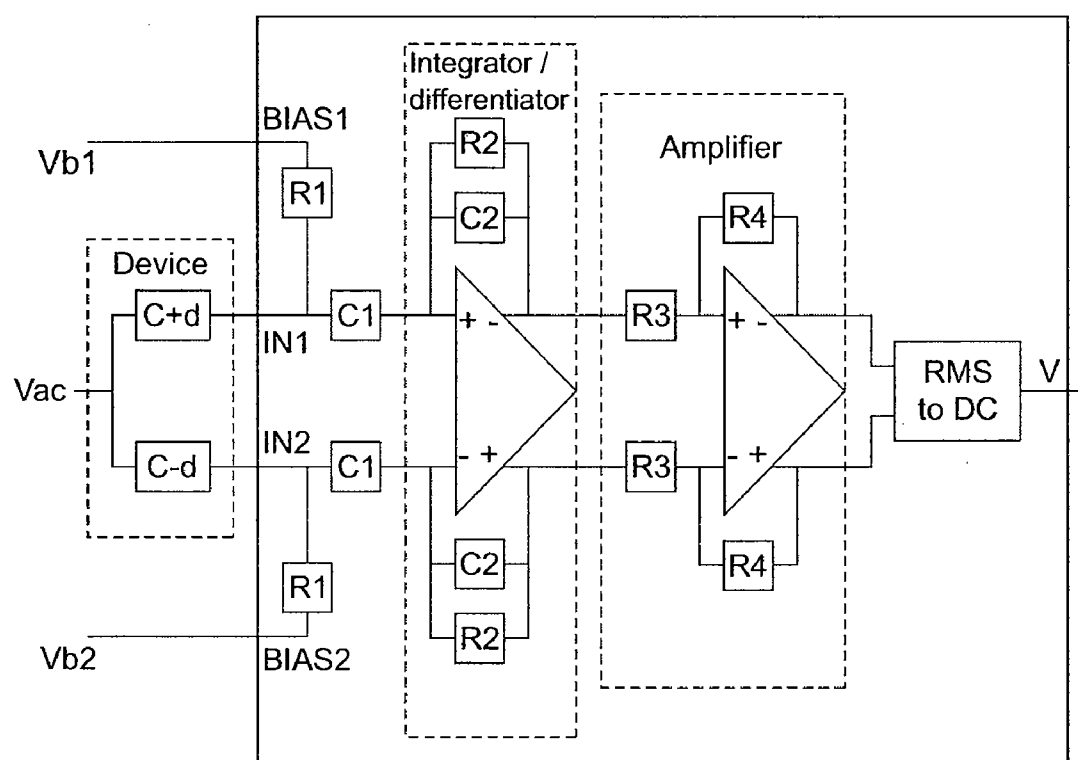 Integrator /
differentiator
BIAS1
R2
Vb1
Amplifier
R1
C2
R4
Device
C+d
C1
+ -
R3
+ -
IN1
RMS
to DC
V
Vac
IN2
C-d
C1
- +
R3
- +
C2
R4
R1
R2
Vb2
BIAS2